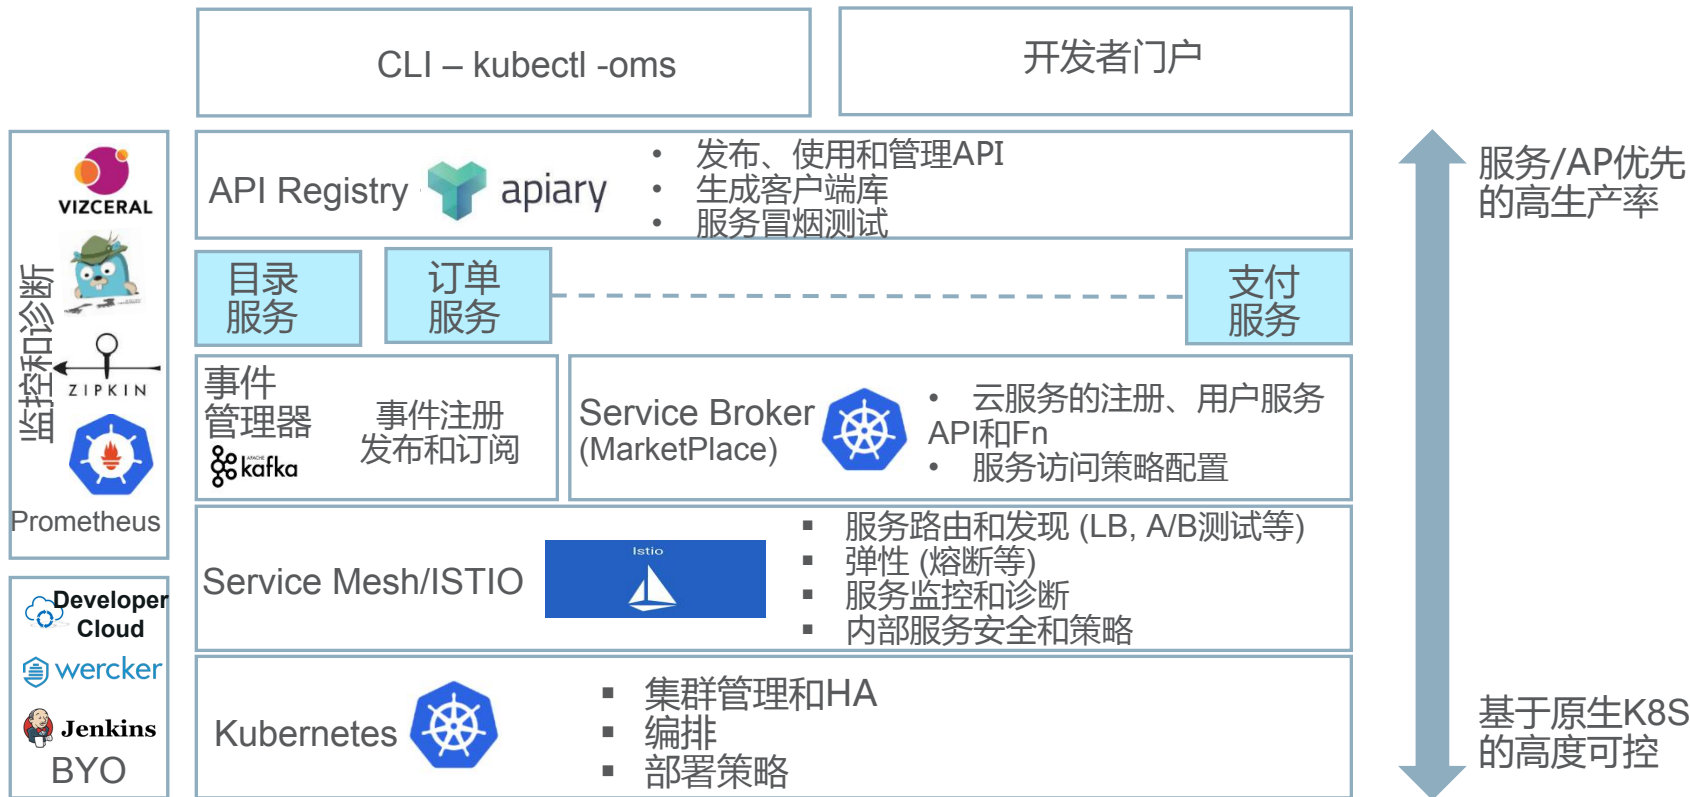 CLI – kubectl -oms
开发者门户
VIZCERAL
ZIPKIN
Prometheus
监控和诊断
API Registry
apiary
• 发布、使用和管理API
• 生成客户端库
• 服务冒烟测试
目录
服务
订单
服务
支付
服务
事件
管理器
APACHE
kafka
事件注册
发布和订阅
Service Broker
(MarketPlace)
• 云服务的注册、用户服务
API和Fn
• 服务访问策略配置
Service Mesh/ISTIO
Istio
▪ 服务路由和发现 (LB, A/B测试等)
▪ 弹性 (熔断等)
▪ 服务监控和诊断
▪ 内部服务安全和策略
Developer
Cloud
wercker
Jenkins
BYO
Kubernetes
▪ 集群管理和HA
▪ 编排
▪ 部署策略
服务/AP优先
的高生产率
基于原生K8S
的高度可控